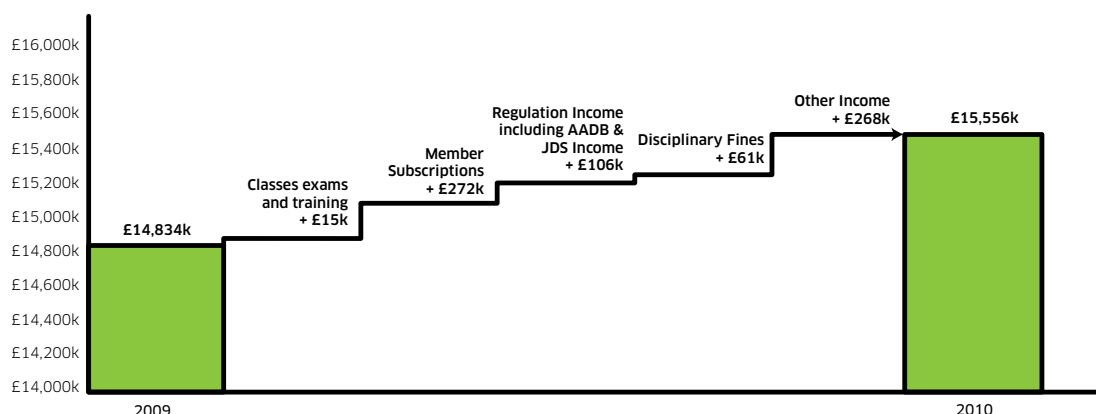 £16,000k
£15,800k
£15,600k
£15,400k
£15,200k
£15,000k
£14,800k
£14,600k
£14,400k
£14,200k
£14,000k
£14,834k
Classes exams
and training
+ £15k
Member
Subscriptions
+ £272k
Regulation Income
including AADB &
JDS Income
+ £106k
Disciplinary Fines
+ £61k
Other Income
+ £268k
£15,556k
2009
2010